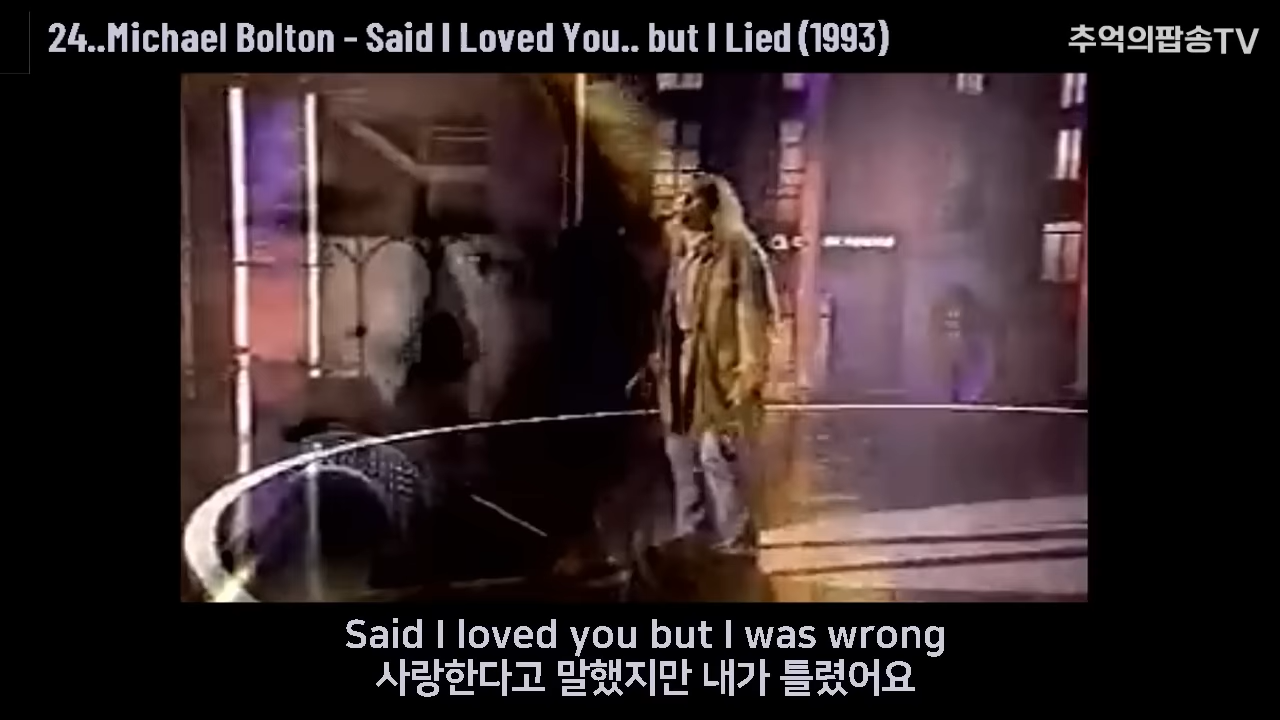 24..Michael Bolton - Said I Loved You.. but I Lied (1993)
추억의팝송TV
Said I loved you but I was wrong
사랑한다고 말했지만 내가 틀렸어요